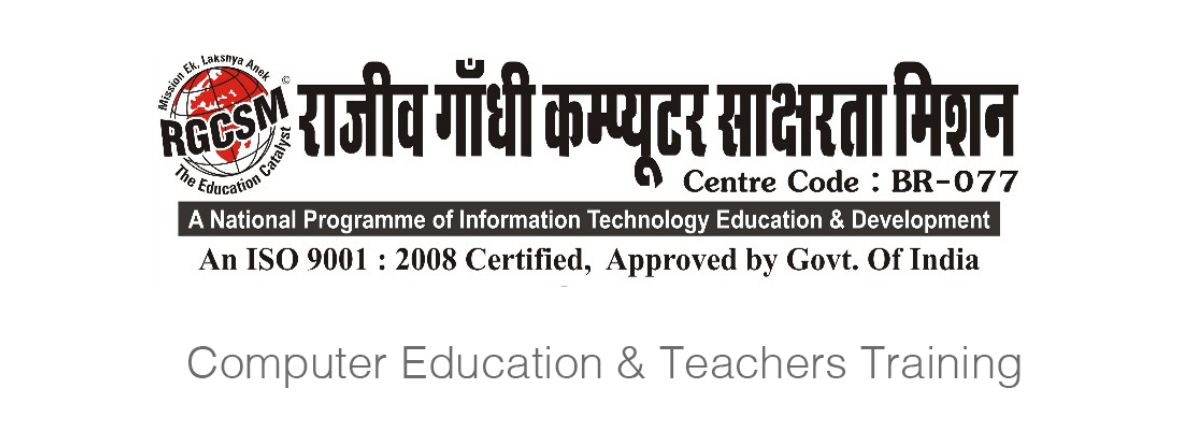 Mission Ek, Laksnya Anek
©
RGCSM
The Education Catalyst
राजीव गाँधी कम्प्यूटर साक्षरता मिशन
Centre Code : BR-077
A National Programme of Information Technology Education & Development
An ISO 9001 : 2008 Certified, Approved by Govt. Of India
Computer Education & Teachers Training